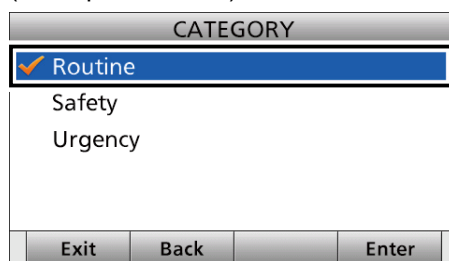 CATEGORY
Routine
Safety
Urgency
Exit Back Enter